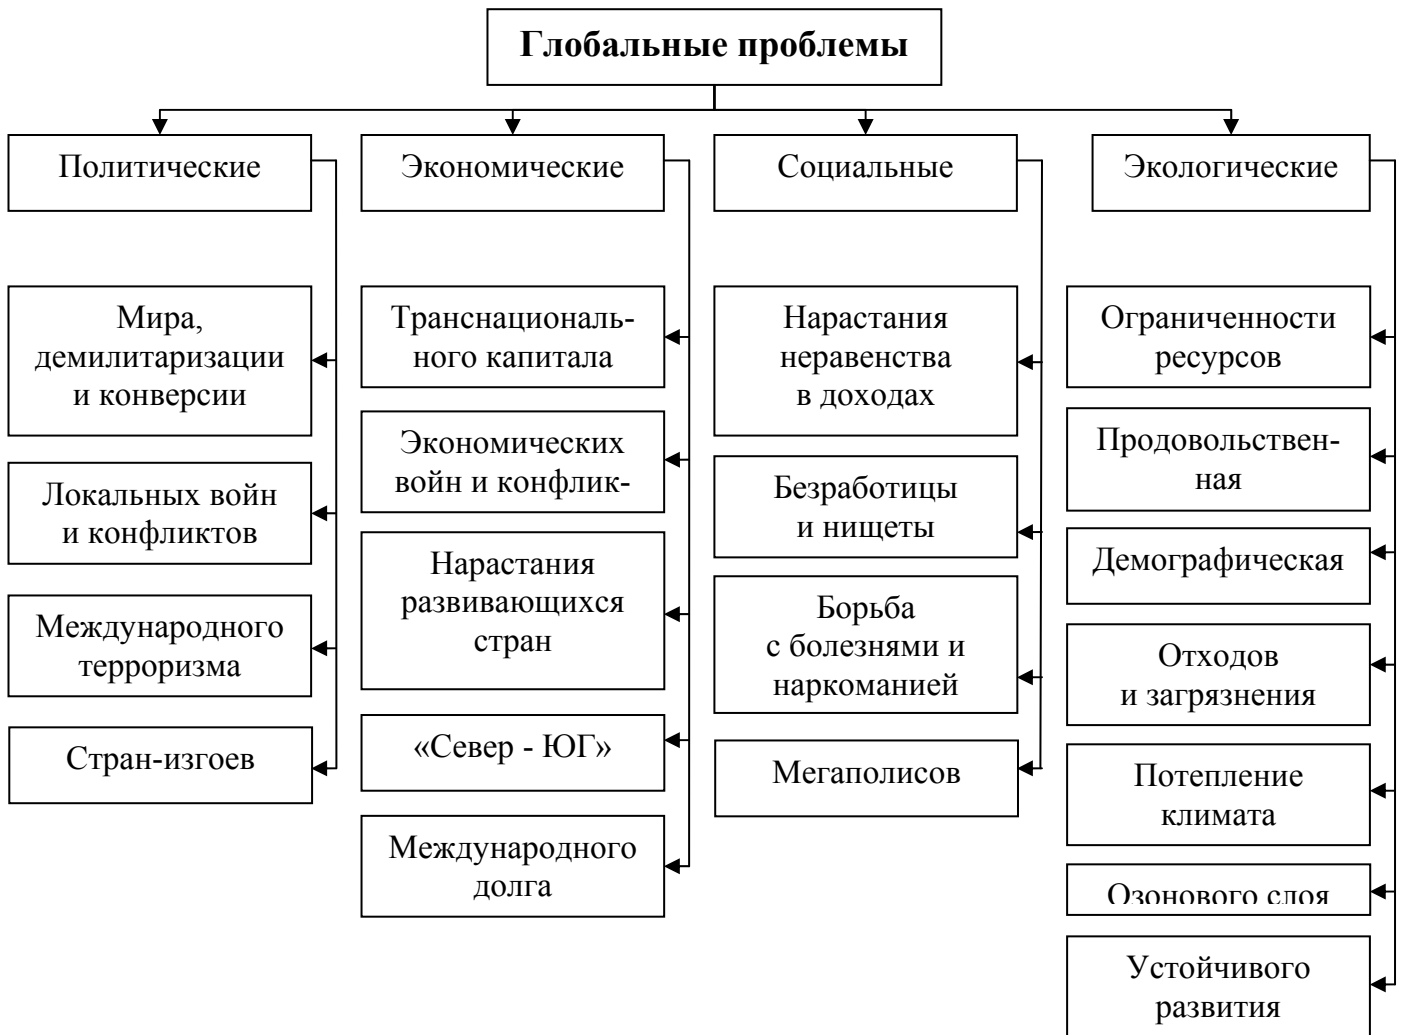 Глобальные проблемы
Политические
Экономические
Социальные
Экологические
Мира,
демилитаризации
и конверсии
Локальных войн
и конфликтов
Международного
терроризма
Стран-изгоев
Транснациональ-
ного капитала
Экономических
войн и конфлик-
Нарастания
развивающихся
стран
«Север - ЮГ»
Международного
долга
Нарастания
неравенства
в доходах
Безработицы
и нищеты
Борьба
с болезнями и
наркоманией
Мегаполисов
Ограниченности
ресурсов
Продовольствен-
ная
Демографическая
Отходов
и загрязнения
Потепление
климата
Озонового слоя
Устойчивого
развития